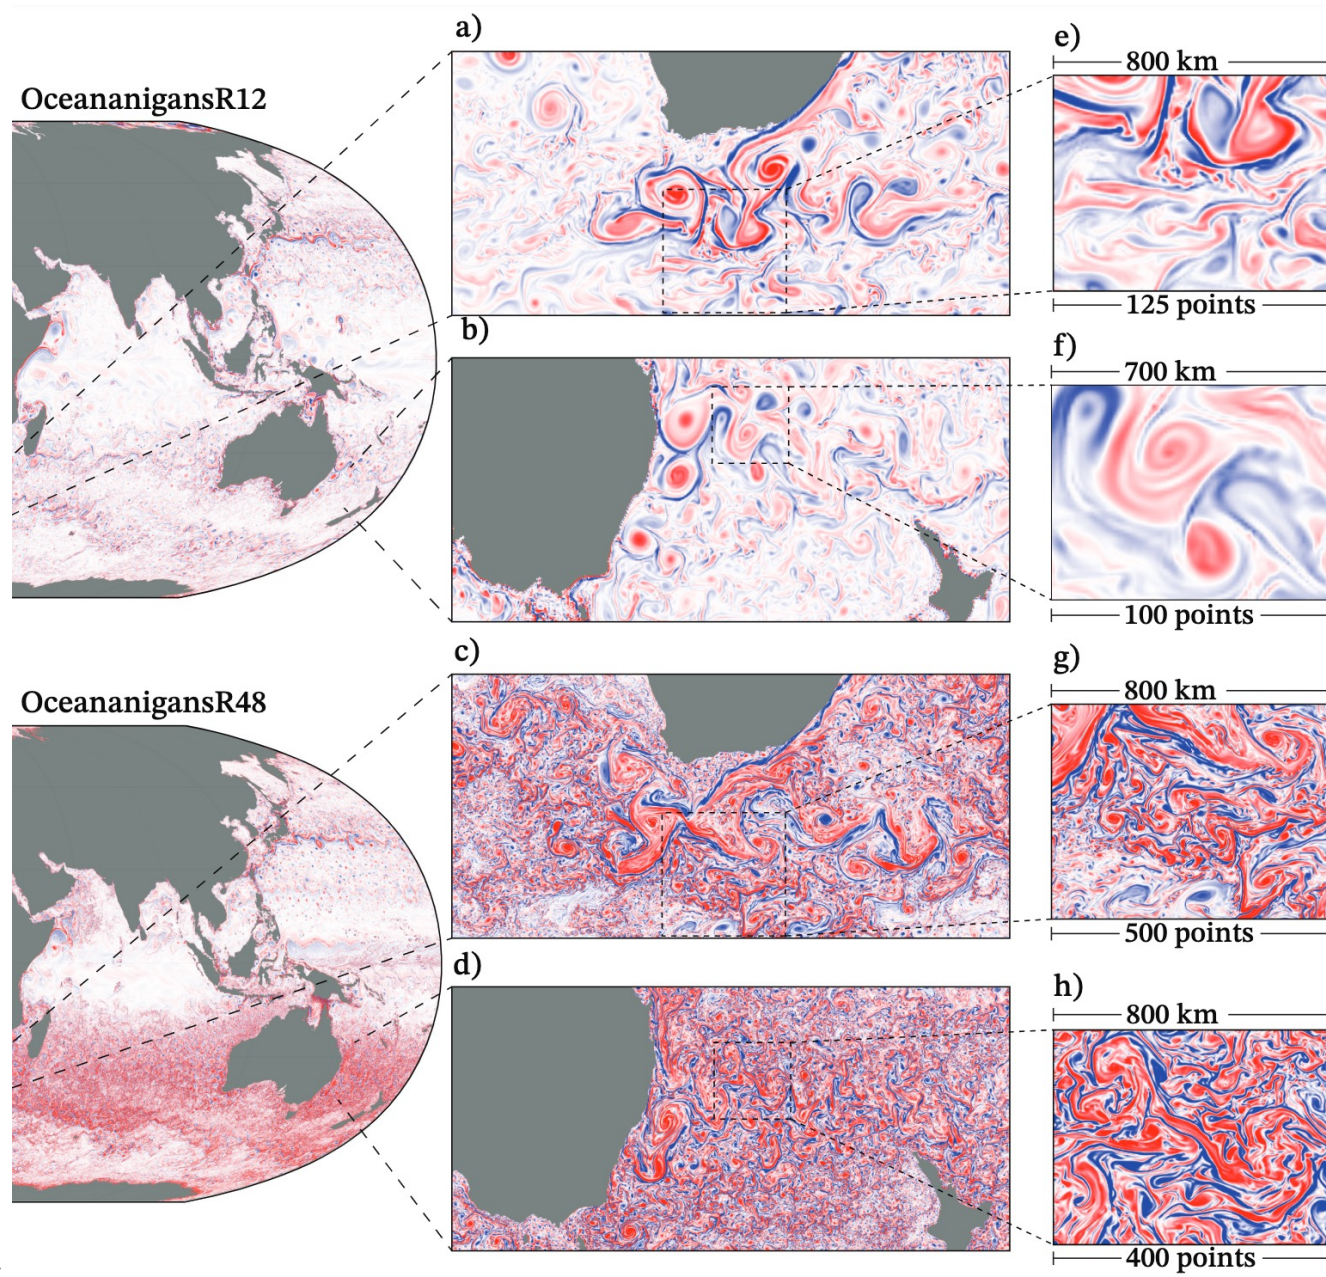 OceananigansR12
a)
e)
800 km
125 points
b)
f)
700 km
100 points
OceananigansR48
c)
g)
800 km
500 points
d)
h)
800 km
400 points